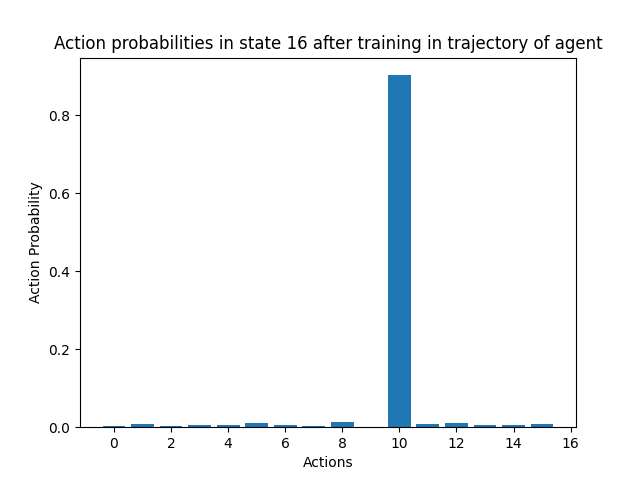 Action probabilities in state 16 after training in trajectory of agent
Action Probability
0.8
0.6
0.4
0.2
0.0
0 2 4 6 8 10 12 14 16
Actions